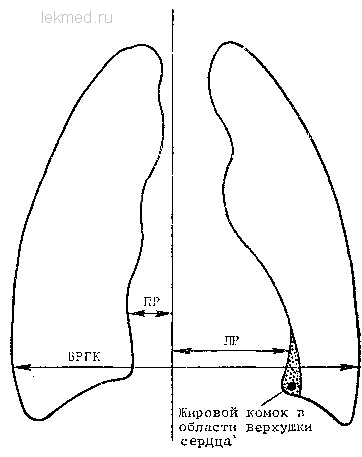 lekmed.ru
ПР
ПР
ВРГК
Жировой комок в
области верхушки
сердца